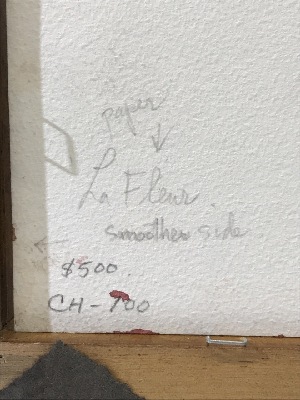 paper
La Fleur.
smoother side
$500.
CH-700